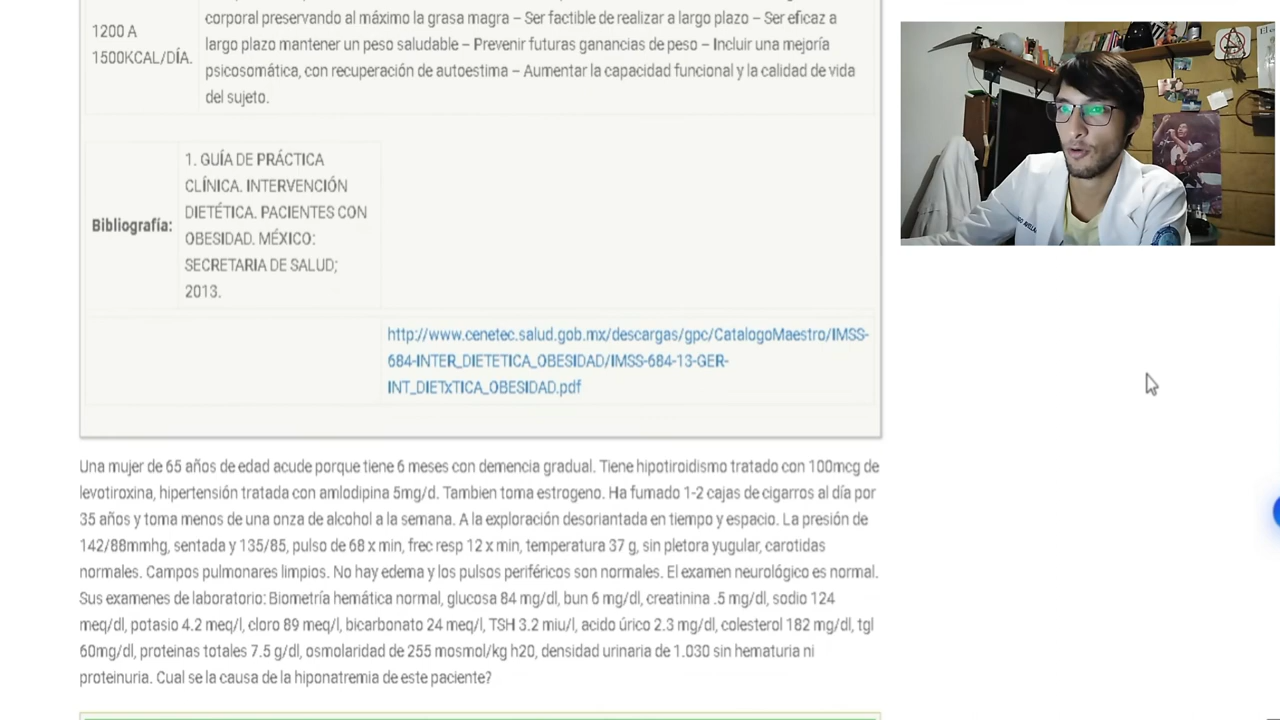 corporal preservando al máximo la grasa magra – Ser factible de realizar a largo plazo – Ser eficaz a
1200 A
largo plazo mantener un peso saludable – Prevenir futuras ganancias de peso – Incluir una mejoría
1500KCAL/DÍA.
psicosomática, con recuperación de autoestima – Aumentar la capacidad funcional y la calidad de vida
del sujeto.
Bibliografía:
1. GUÍA DE PRÁCTICA
CLÍNICA. INTERVENCIÓN
DIETÉTICA. PACIENTES CON
OBESIDAD. MÉXICO:
SECRETARIA DE SALUD;
2013.
http://www.cenetec.salud.gob.mx/descargas/gpc/CatalogoMaestro/IMSS-
684-INTER_DIETETICA_OBESIDAD/IMSS-684-13-GER-
INT_DIETxTICA_OBESIDAD.pdf
Una mujer de 65 años de edad acude porque tiene 6 meses con demencia gradual. Tiene hipotiroidismo tratado con 100mcg de
levotiroxina, hipertensión tratada con amlodipina 5mg/d. Tambien toma estrogeno. Ha fumado 1-2 cajas de cigarros al día por
35 años y toma menos de una onza de alcohol a la semana. A la exploración desoriantada en tiempo y espacio. La presión de
142/88mmhg, sentada y 135/85, pulso de 68 x min, frec resp 12 x min, temperatura 37 g, sin pletora yugular, carotidas
normales. Campos pulmonares limpios. No hay edema y los pulsos periféricos son normales. El examen neurológico es normal.
Sus examenes de laboratorio: Biometría hemática normal, glucosa 84 mg/dl, bun 6 mg/dl, creatinina .5 mg/dl, sodio 124
meq/dl, potasio 4.2 meq/l, cloro 89 meq/l, bicarbonato 24 meq/l, TSH 3.2 miu/l, acido úrico 2.3 mg/dl, colesterol 182 mg/dl, tgl
60mg/dl, proteinas totales 7.5 g/dl, osmolaridad de 255 mosmol/kg h20, densidad urinaria de 1.030 sin hematuria ni
proteinuria. Cual se la causa de la hiponatremia de este paciente?